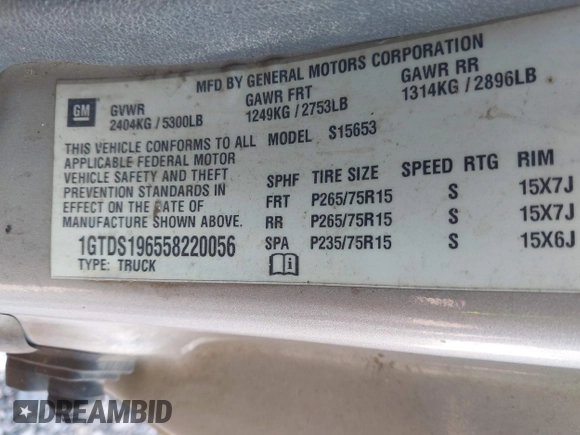 MFD BY GENERAL MOTORS CORPORATION
GM
GVWR GAWR FRT GAWR RR
2404KG / 5300LB 1249KG / 2753LB 1314KG / 2896LB
THIS VEHICLE CONFORMS TO ALL MODEL S15653
APPLICABLE FEDERAL MOTOR
VEHICLE SAFETY AND THEFT
PREVENTION STANDARDS IN
EFFECT ON THE DATE OF
MANUFACTURE SHOWN ABOVE.
1GTDS196558220056
TYPE: TRUCK
SPHF TIRE SIZE SPEED RTG RIM
FRT P265/75R15 S 15X7J
RR P265/75R15 S 15X7J
SPA P235/75R15 S 15X6J
DREAMBID